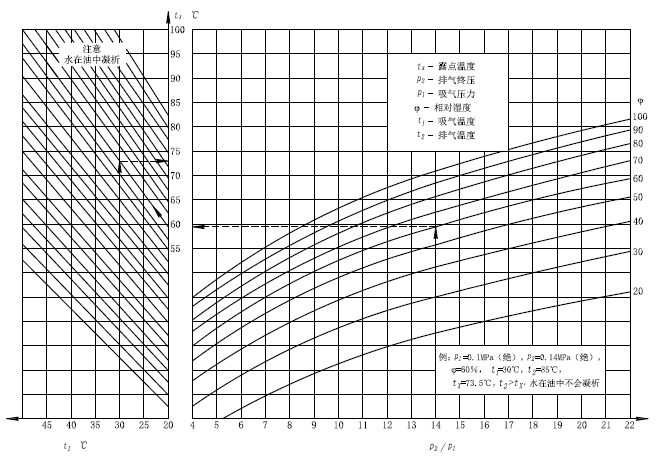 tₓ ℃
100
95
90
85
80
75
70
65
60
55
注意
水在油中凝析
tₓ - 露点温度
p₂ - 排气终压
p₁ - 吸气压力
φ - 相对湿度
t₁ - 吸气温度
t₂ - 排气温度
φ
100
90
80
70
60
50
40
30
20
例: p₁=0.1MPa (绝), p₂=0.14MPa (绝),
φ=60%, t₁=30℃, t₂=85℃,
tₓ=73.5℃, t₂>tₓ. 水在油中不会凝析
45 40 35 30 25 20
4 5 6 7 8 9 10 11 12 13 14 15 16 17 18 19 20 21 22
t₁ ℃
p₂/p₁